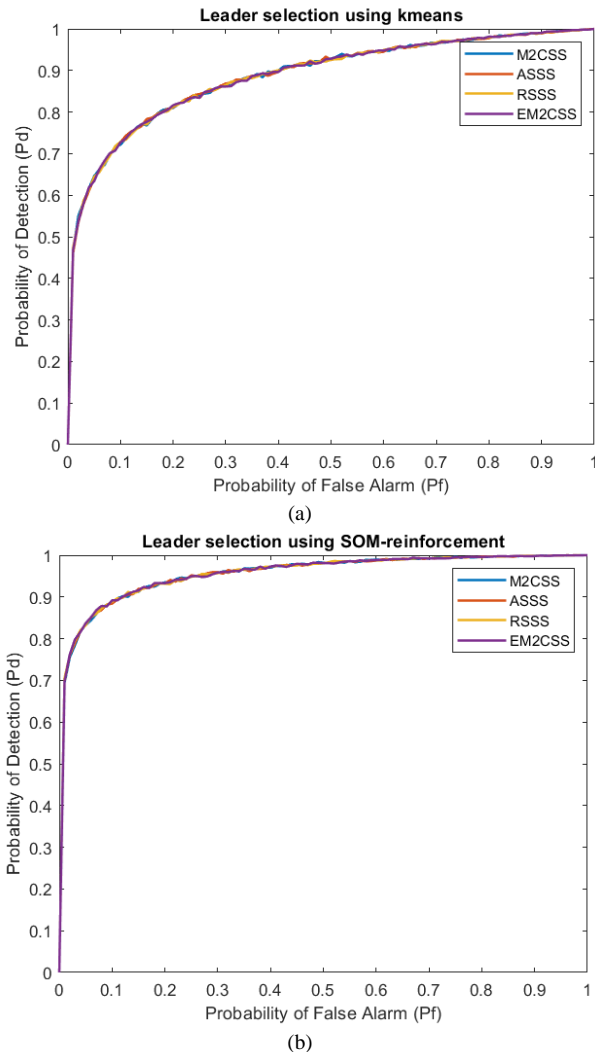 Leader selection using kmeans
1
0.9
0.8
0.7
0.6
0.5
0.4
0.3
0.2
0.1
0
Probability of Detection (Pd)
M2CSS
ASSS
RSSS
EM2CSS
0 0.1 0.2 0.3 0.4 0.5 0.6 0.7 0.8 0.9 1
Probability of False Alarm (Pf)
(a)
Leader selection using SOM-reinforcement
1
0.9
0.8
0.7
0.6
0.5
0.4
0.3
0.2
0.1
0
Probability of Detection (Pd)
M2CSS
ASSS
RSSS
EM2CSS
0 0.1 0.2 0.3 0.4 0.5 0.6 0.7 0.8 0.9 1
Probability of False Alarm (Pf)
(b)